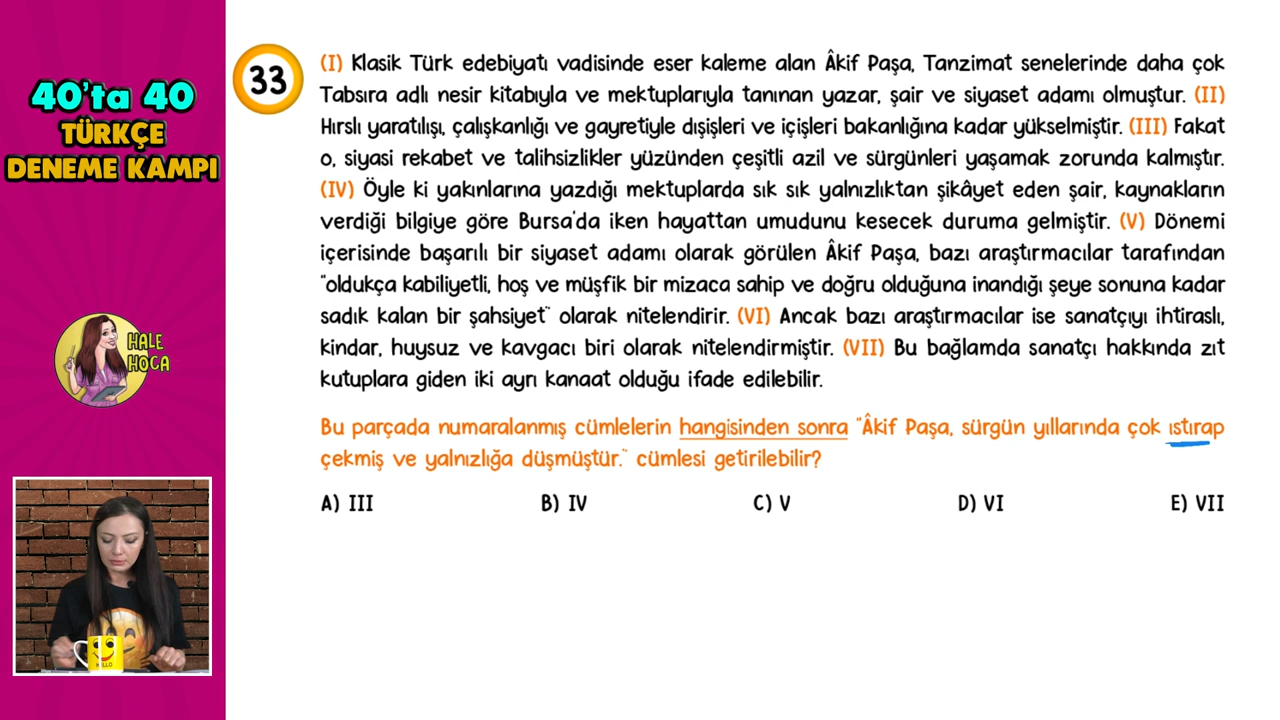 40'ta 40
TÜRKÇE
DENEME KAMPI
HALE
HOCA
HELLO
33
(I) Klasik Türk edebiyatı vadisinde eser kaleme alan Âkif Paşa, Tanzimat senelerinde daha çok
Tabsıra adlı nesir kitabıyla ve mektuplarıyla tanınan yazar, şair ve siyaset adamı olmuştur. (II)
Hırslı yaratılışı, çalışkanlığı ve gayretiyle dışişleri ve içişleri bakanlığına kadar yükselmiştir. (III) Fakat
o, siyasi rekabet ve talihsizlikler yüzünden çeşitli azil ve sürgünleri yaşamak zorunda kalmıştır.
(IV) Öyle ki yakınlarına yazdığı mektuplarda sık sık yalnızlıktan şikâyet eden şair, kaynakların
verdiği bilgiye göre Bursa'da iken hayattan umudunu kesecek duruma gelmiştir. (V) Dönemi
içerisinde başarılı bir siyaset adamı olarak görülen Âkif Paşa, bazı araştırmacılar tarafından
"oldukça kabiliyetli, hoş ve müşfik bir mizaca sahip ve doğru olduğuna inandığı şeye sonuna kadar
sadık kalan bir şahsiyet" olarak nitelendirir. (VI) Ancak bazı araştırmacılar ise sanatçıyı ihtiraslı,
kindar, huysuz ve kavgacı biri olarak nitelendirmiştir. (VII) Bu bağlamda sanatçı hakkında zıt
kutuplara giden iki ayrı kanaat olduğu ifade edilebilir.
Bu parçada numaralanmış cümlelerin hangisinden sonra "Âkif Paşa, sürgün yıllarında çok ıstırap
çekmiş ve yalnızlığa düşmüştür." cümlesi getirilebilir?
A) III B) IV C) V D) VI E) VII